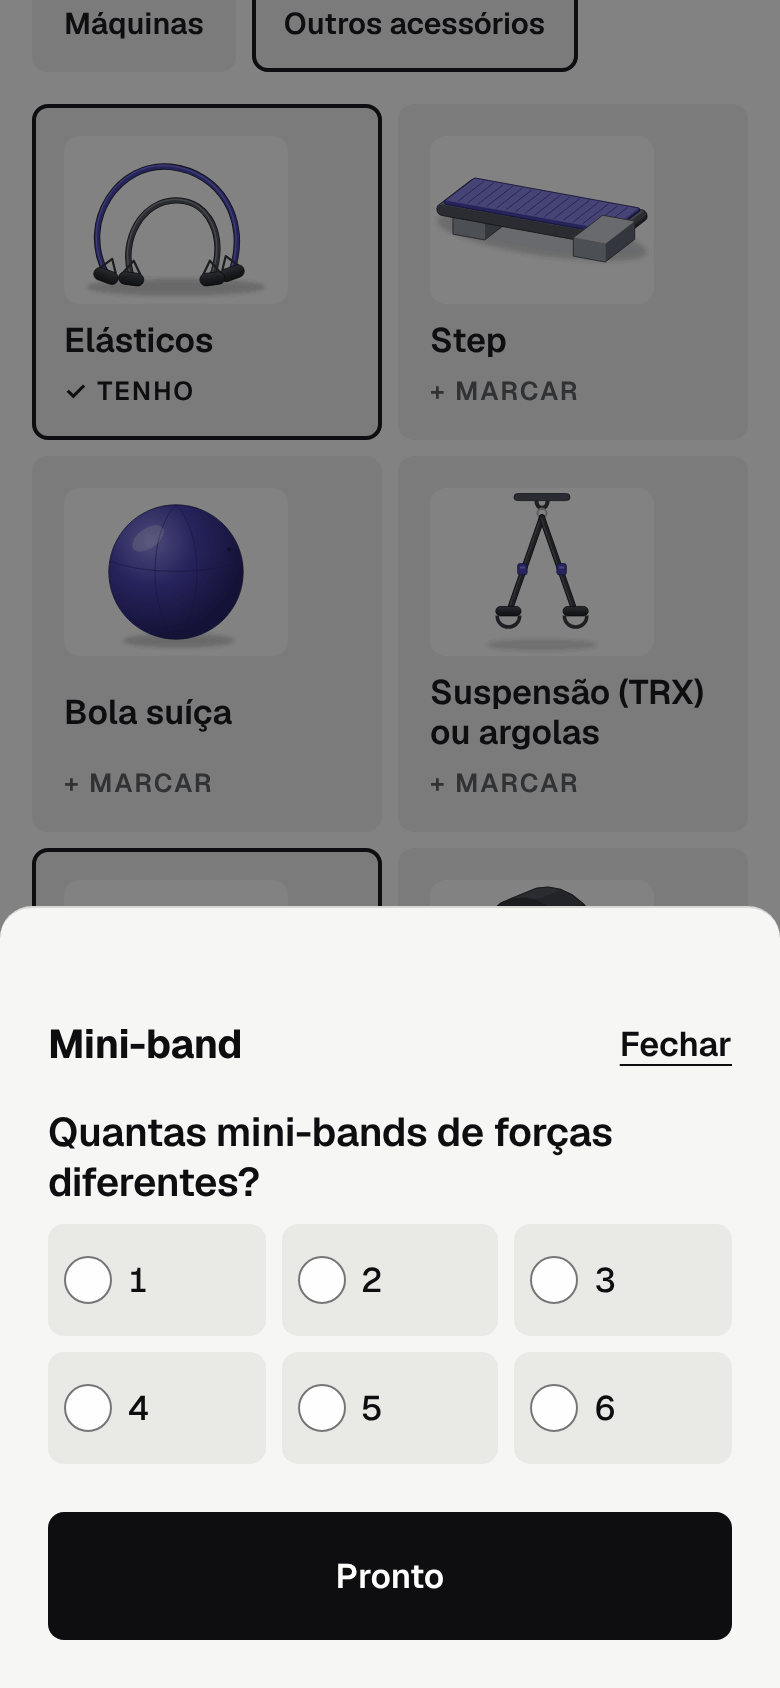 Máquinas
Outros acessórios
Elásticos
✓ TENHO
Step
+ MARCAR
Bola suíça
+ MARCAR
Suspensão (TRX)
ou argolas
+ MARCAR
Mini-band
Fechar
Quantas mini-bands de forças
diferentes?
1
2
3
4
5
6
Pronto